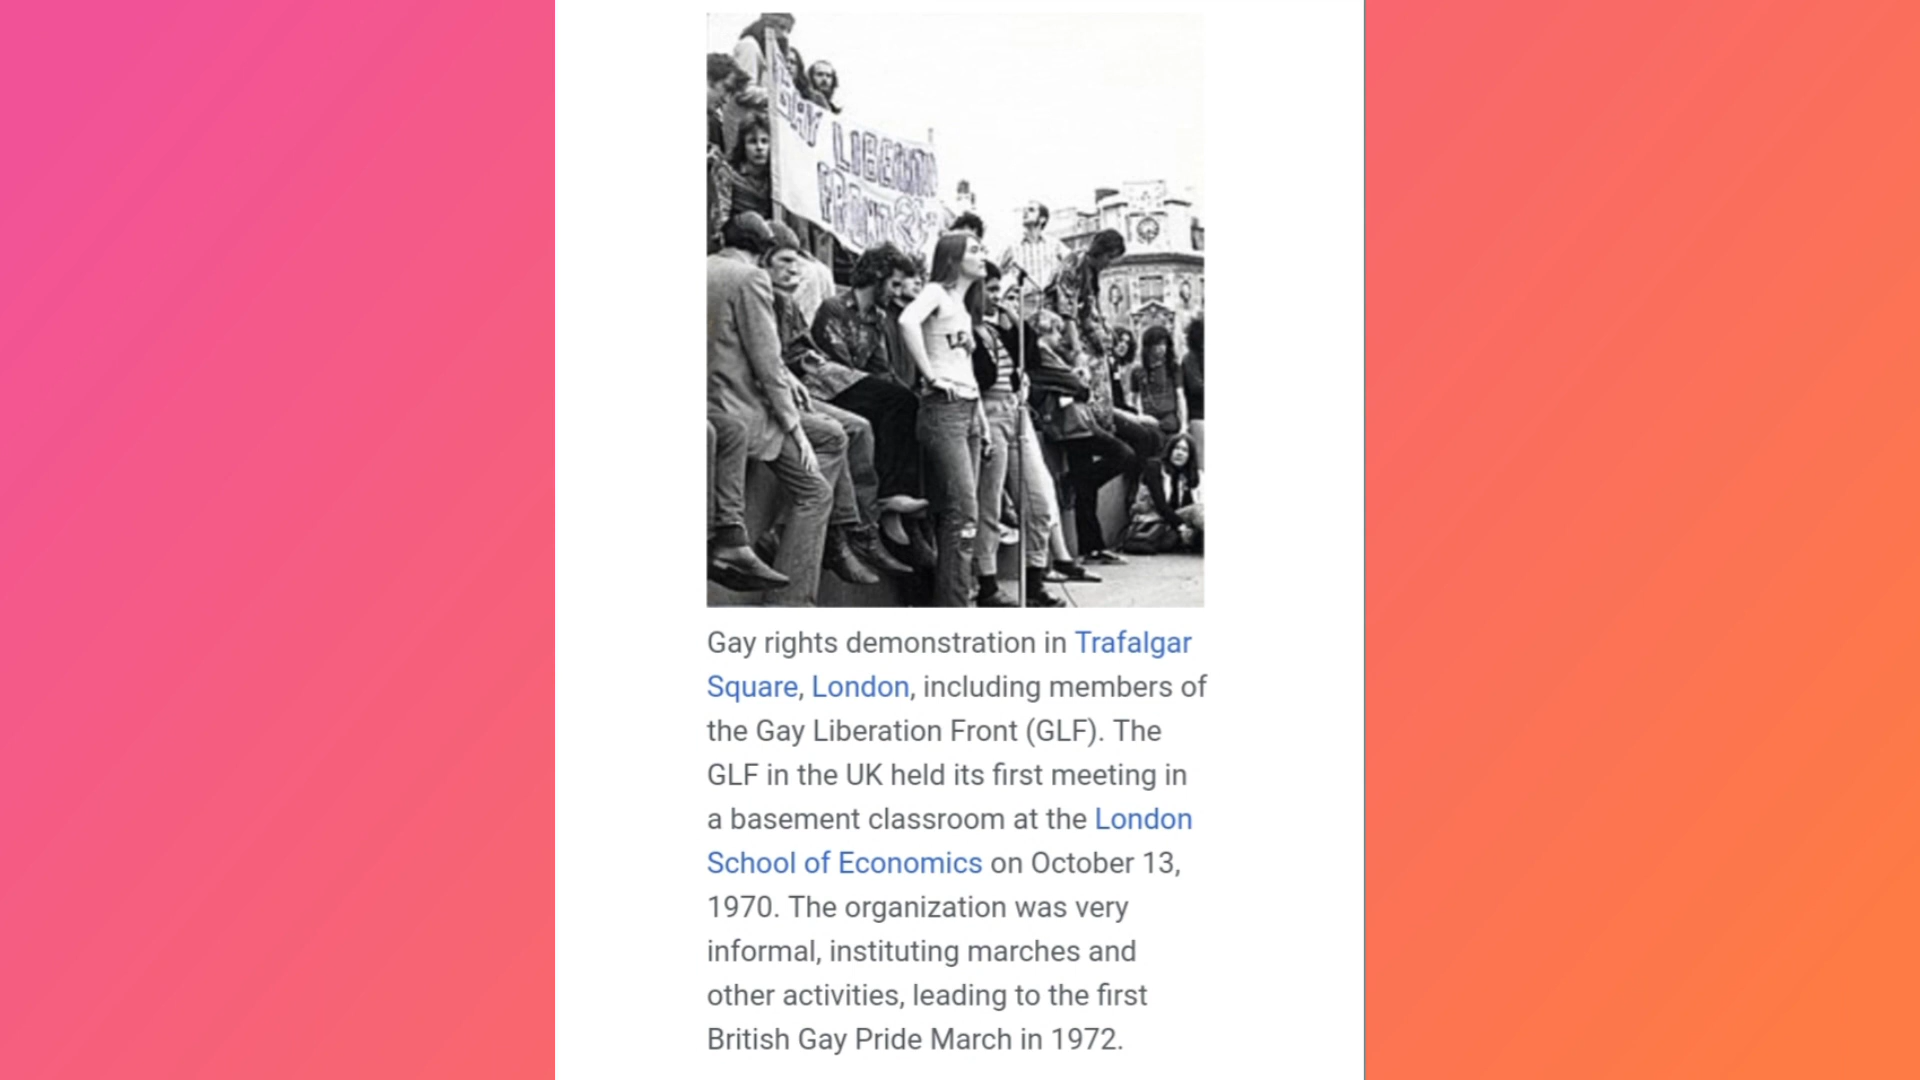 GAY LIBERATION
FRONT
Gay rights demonstration in Trafalgar
Square, London, including members of
the Gay Liberation Front (GLF). The
GLF in the UK held its first meeting in
a basement classroom at the London
School of Economics on October 13,
1970. The organization was very
informal, instituting marches and
other activities, leading to the first
British Gay Pride March in 1972.